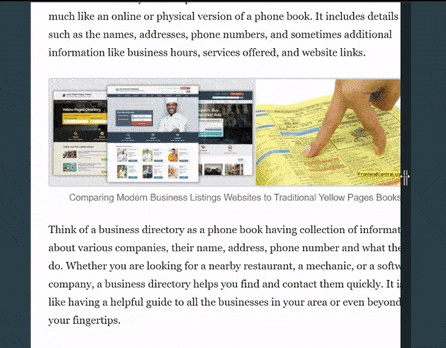 much like an online or physical version of a phone book. It includes details
such as the names, addresses, phone numbers, and sometimes additional
information like business hours, services offered, and website links.
Yellow Pages Directory
Comparing Modern Business Listings Websites to Traditional Yellow Pages Books
Think of a business directory as a phone book having collection of informat
about various companies, their name, address, phone number and what the
do. Whether you are looking for a nearby restaurant, a mechanic, or a softw
company, a business directory helps you find and contact them quickly. It i
like having a helpful guide to all the businesses in your area or even beyond
your fingertips.